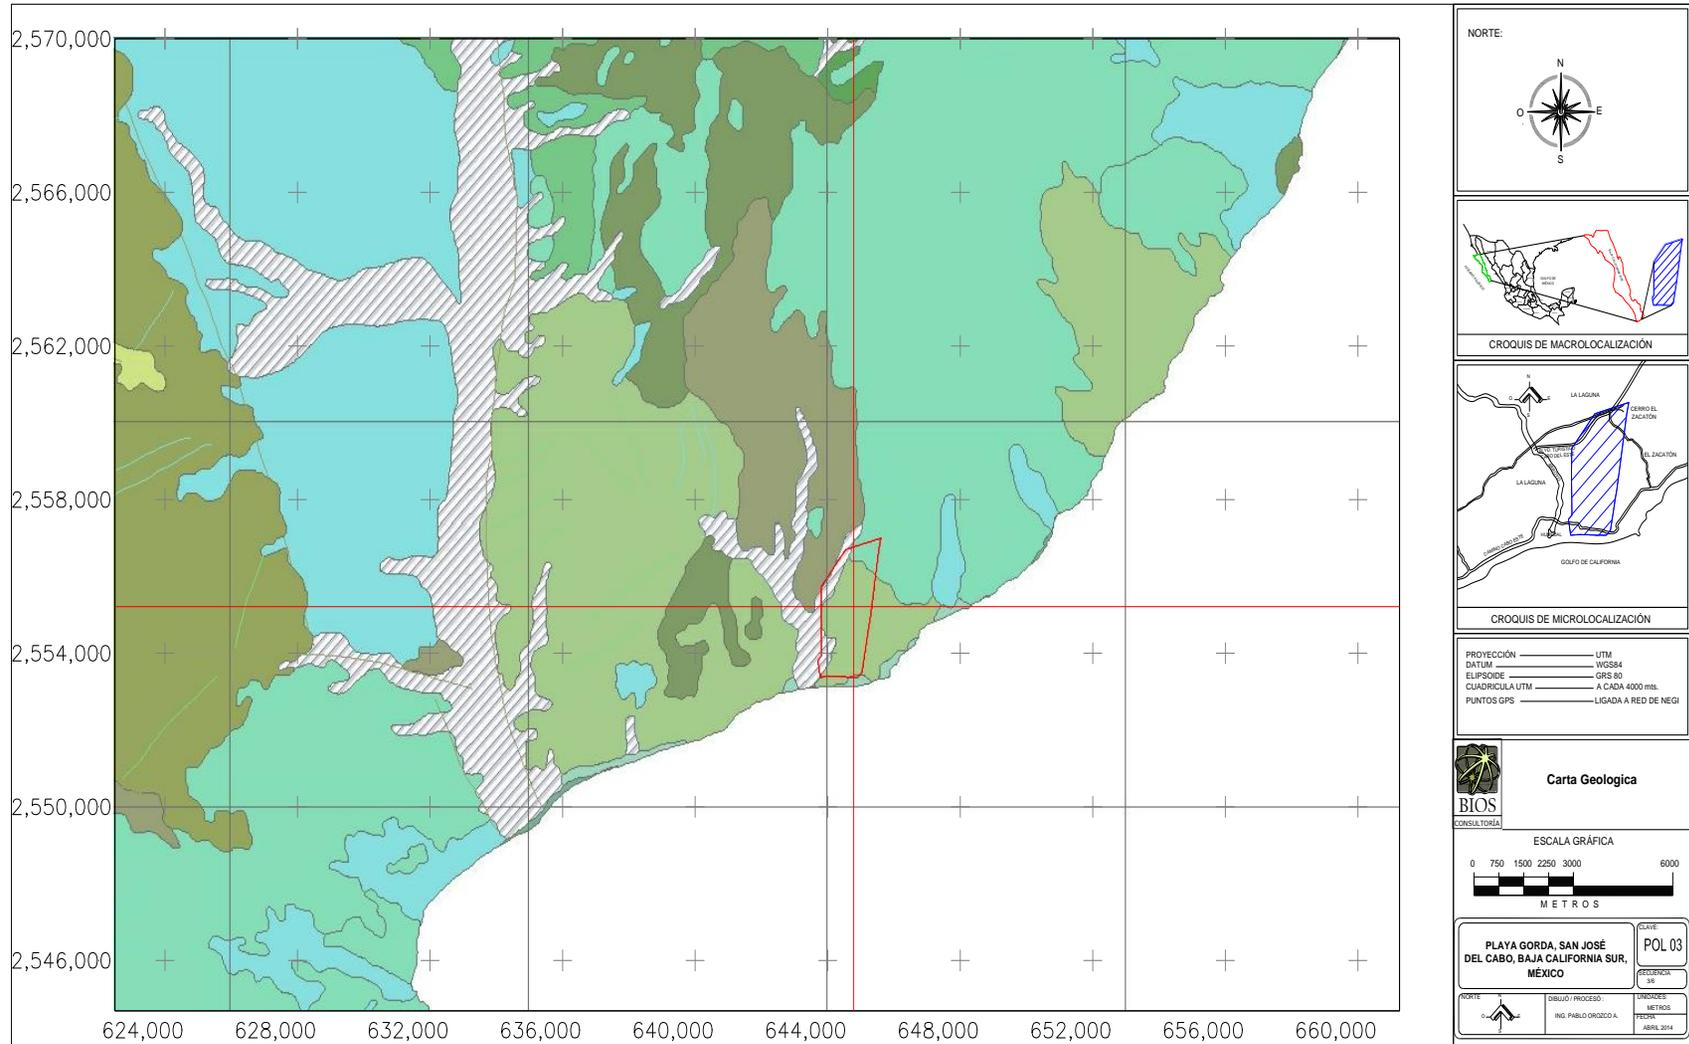 2,570,000
2,566,000
2,562,000
2,558,000
2,554,000
2,550,000
2,546,000
624,000
628,000
632,000
636,000
640,000
644,000
648,000
652,000
656,000
660,000
NORTE:
N
O
E
S
CROQUIS DE MACROLOCALIZACIÓN
N
O
E
S
LA LAGUNA
CERRO EL
ZACATÓN
EL ZACATÓN
LA LAGUNA
CAMINO CABO ESTE
GOLFO DE CALIFORNIA
CROQUIS DE MICROLOCALIZACIÓN
PROYECCIÓN UTM
DATUM WGS84
ELIPSOIDE GRS 80
CUADRICULA UTM A CADA 4000 mts.
PUNTOS GPS LIGADA A RED DE NEGI
BIOS
CONSULTORÍA
Carta Geologica
ESCALA GRÁFICA
0 750 1500 2250 3000 6000
M E T R O S
PLAYA GORDA, SAN JOSÉ
DEL CABO, BAJA CALIFORNIA SUR,
MÉXICO
CLAVE:
POL 03
SECUENCIA
3/6
NORTE
N
O
E
S
DIBUJÓ / PROCESÓ :
ING. PABLO OROZCO A.
UNIDADES:
METROS
FECHA
ABRIL 2014